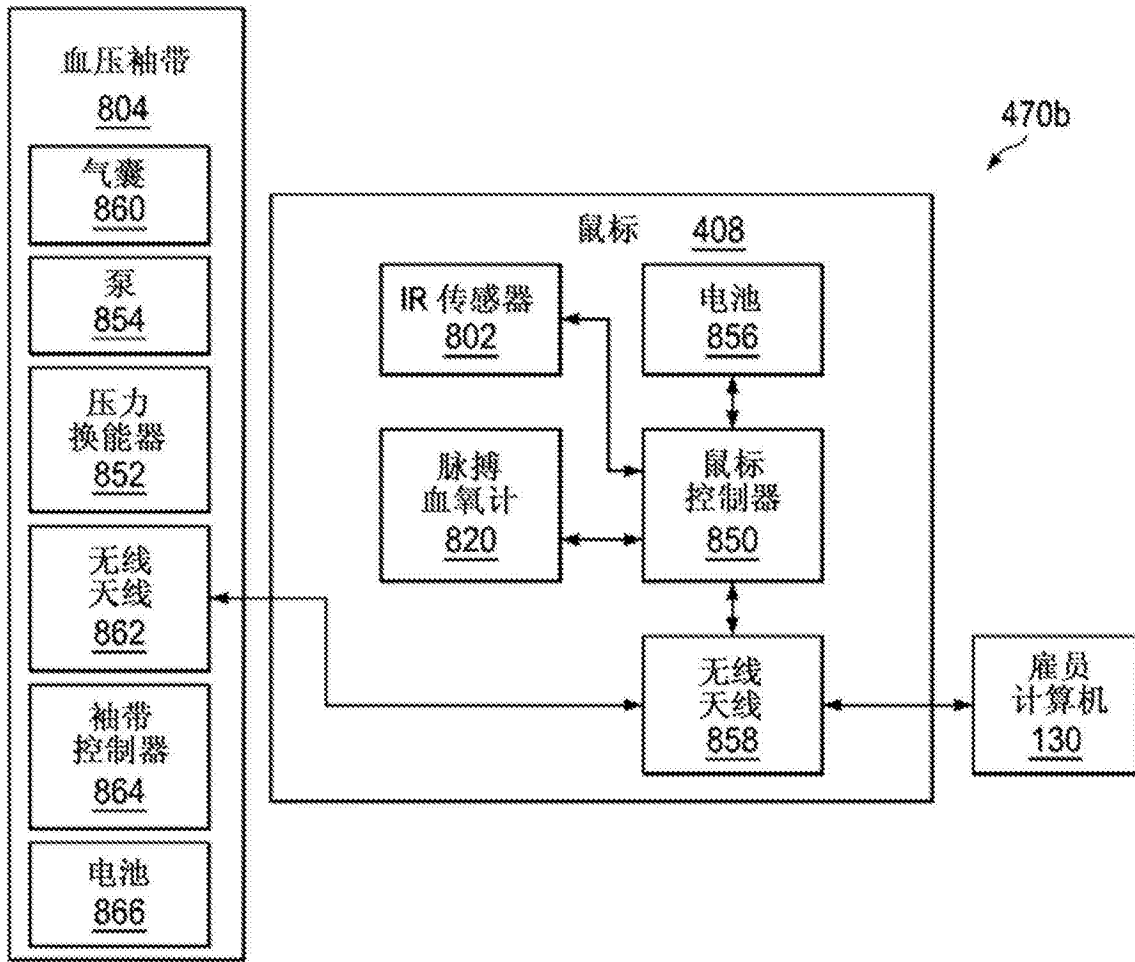 血压袖带
804
气囊
860
泵
854
压力
换能器
852
无线
天线
862
袖带
控制器
864
电池
866
470b
鼠标 408
IR 传感器
802
电池
856
脉搏
血氧计
820
鼠标
控制器
850
无线
天线
858
雇员
计算机
130